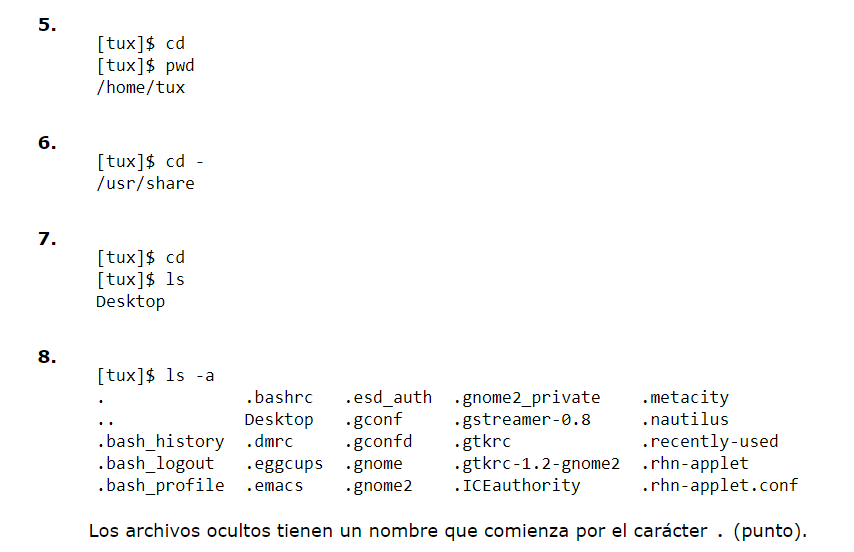 5.
[tux]$ cd
[tux]$ pwd
/home/tux
6.
[tux]$ cd -
/usr/share
7.
[tux]$ cd
[tux]$ ls
Desktop
8.
[tux]$ ls -a
. .bashrc .esd_auth .gnome2_private .metacity
.. Desktop .gconf .gstreamer-0.8 .nautilus
.bash_history .dmrc .gconfd .gtkrc .recently-used
.bash_logout .eggcups .gnome .gtkrc-1.2-gnome2 .rhn-applet
.bash_profile .emacs .gnome2 .ICEauthority .rhn-applet.conf
Los archivos ocultos tienen un nombre que comienza por el carácter . (punto).